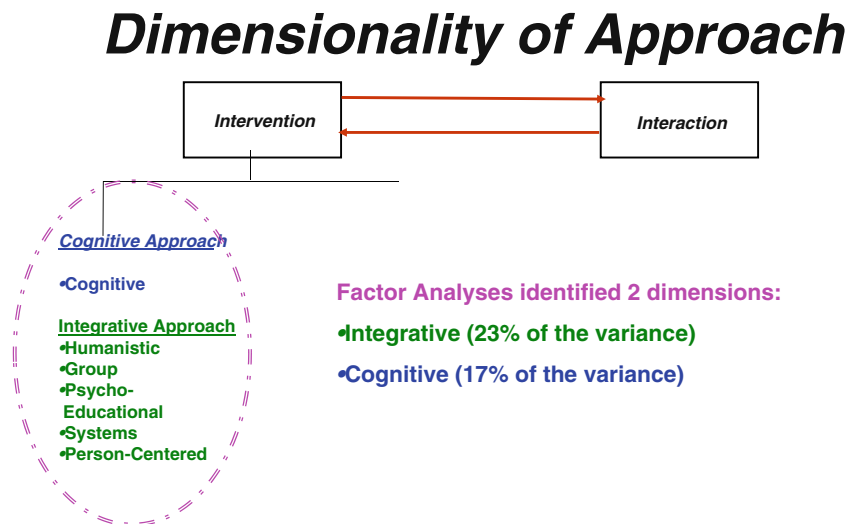 Dimensionality of Approach
Intervention
Interaction
Cognitive Approach
•Cognitive
Integrative Approach
•Humanistic
•Group
•Psycho-
Educational
•Systems
•Person-Centered
Factor Analyses identified 2 dimensions:
•Integrative (23% of the variance)
•Cognitive (17% of the variance)